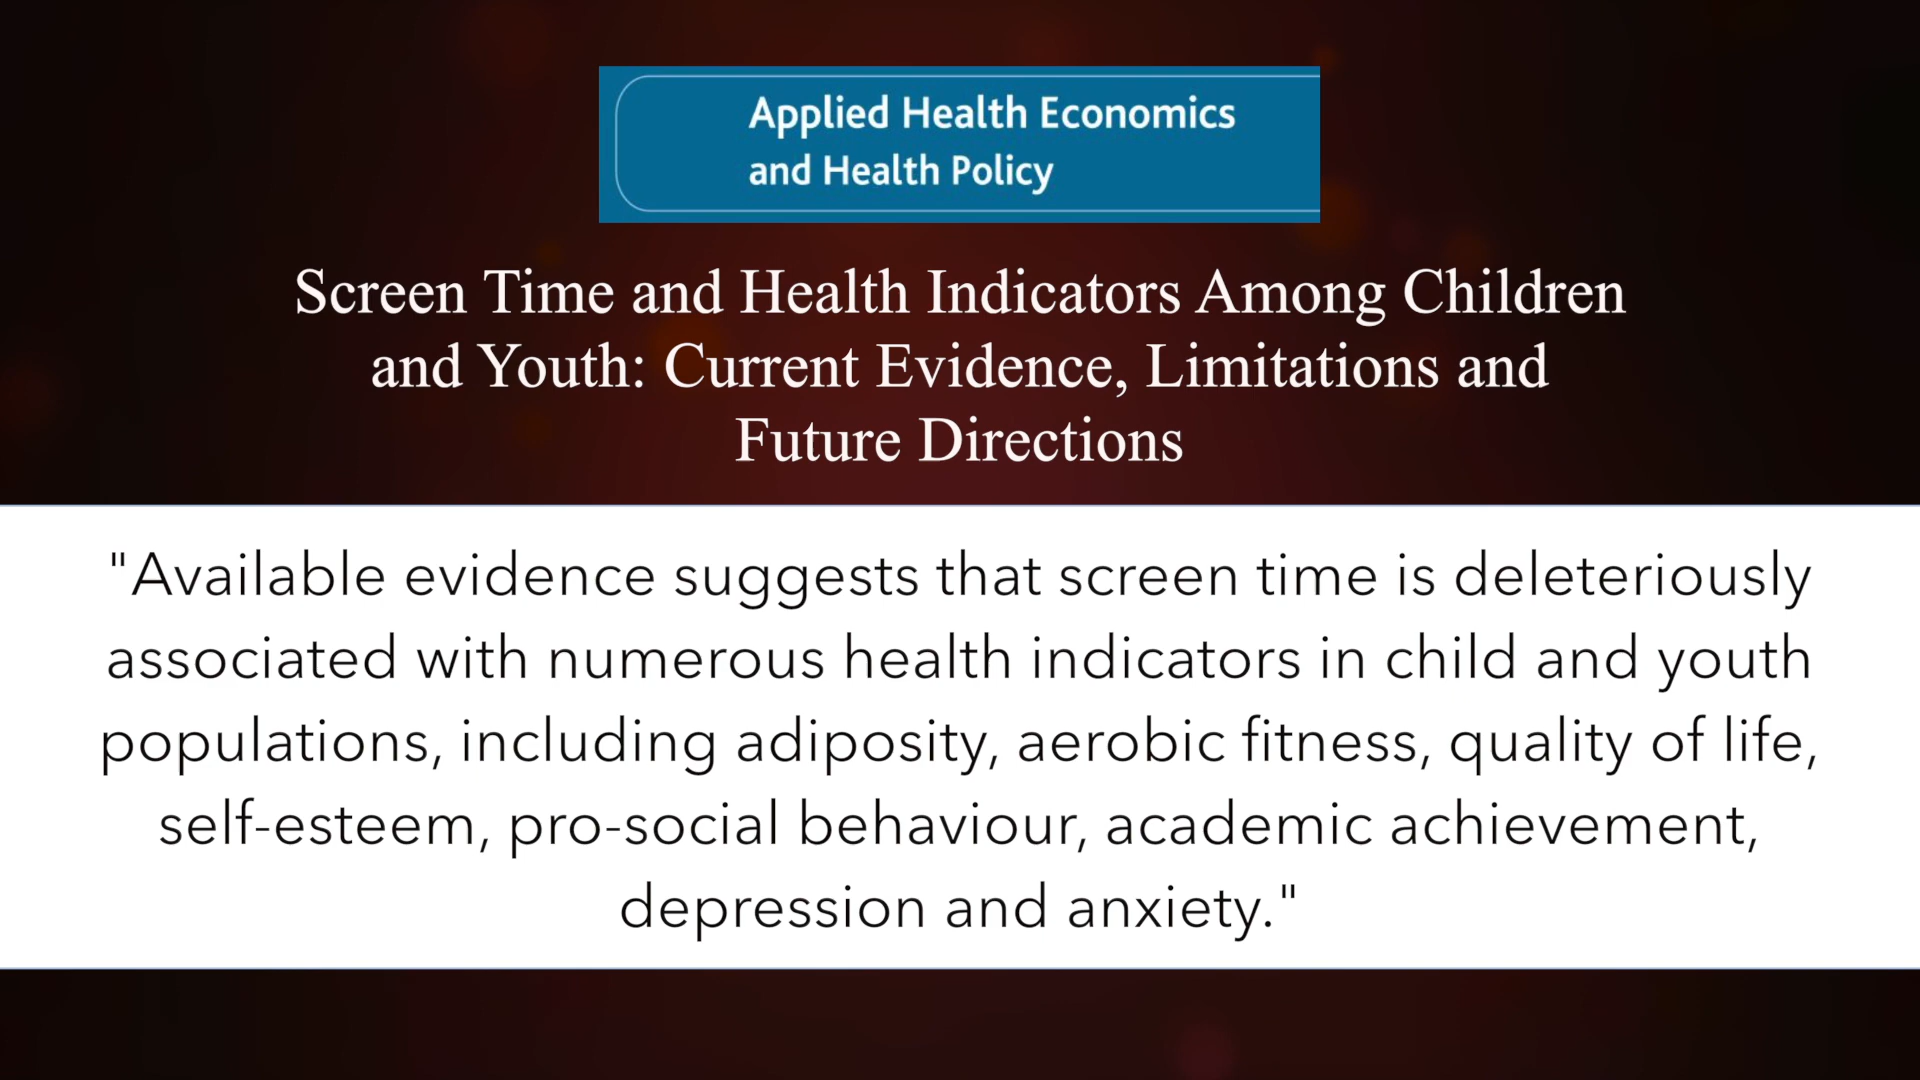 Applied Health Economics
and Health Policy
Screen Time and Health Indicators Among Children
and Youth: Current Evidence, Limitations and
Future Directions
"Available evidence suggests that screen time is deleteriously
associated with numerous health indicators in child and youth
populations, including adiposity, aerobic fitness, quality of life,
self-esteem, pro-social behaviour, academic achievement,
depression and anxiety."